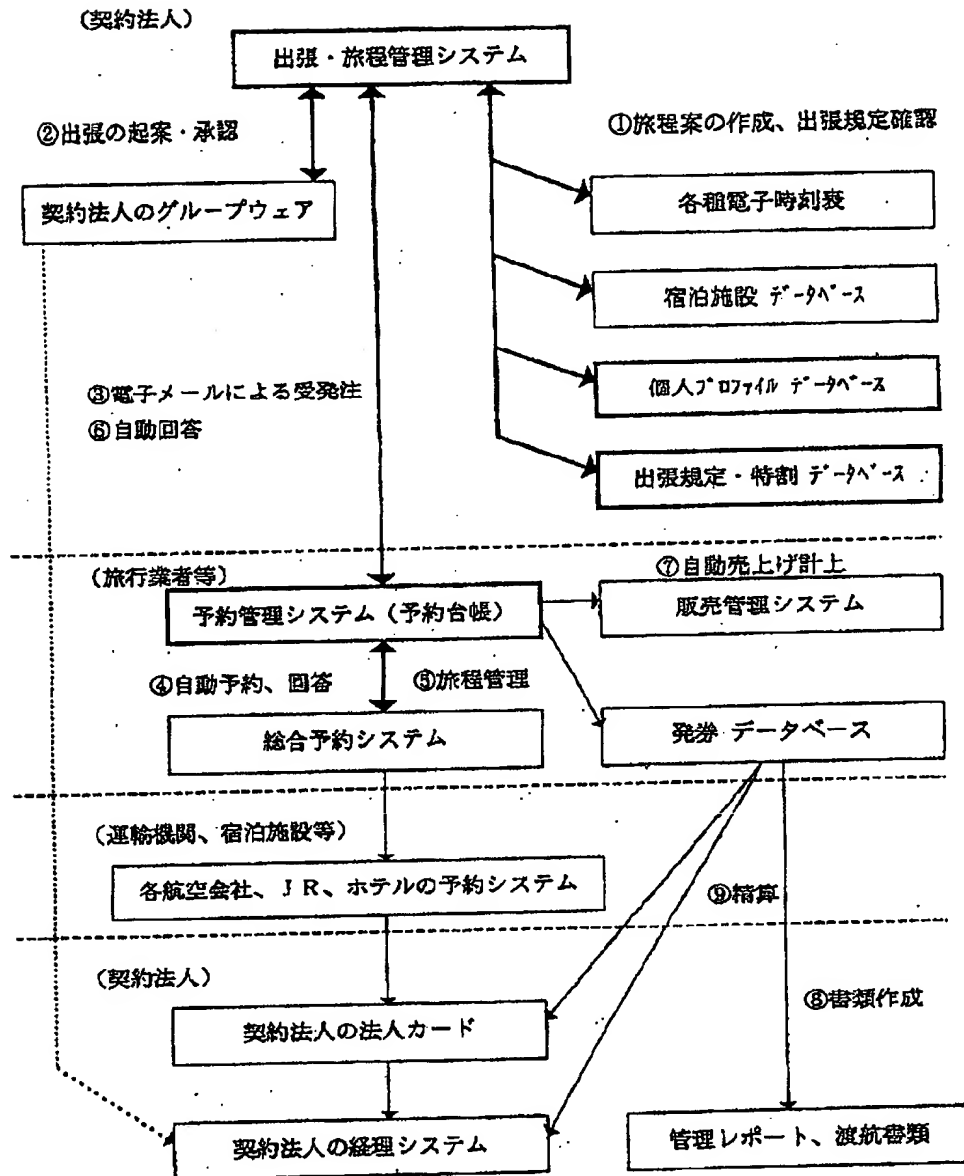 (契約法人)
出張・旅程管理システム
②出張の起案・承認
①旅程案の作成、出張規定確認
契約法人のグループウェア
各種電子時刻表
宿泊施設 データベース
③電子メールによる受発注
⑥自動回答
個人プロファイル データベース
出張規定・特割 データベース
(旅行業者等)
⑦自動売上げ計上
予約管理システム(予約台帳)
販売管理システム
④自動予約、回答
⑤旅程管理
総合予約システム
発券 データベース
(運輸機関、宿泊施設等)
各航空会社、JR、ホテルの予約システム
⑨精算
(契約法人)
⑧書類作成
契約法人の法人カード
契約法人の経理システム
管理レポート、渡航書類